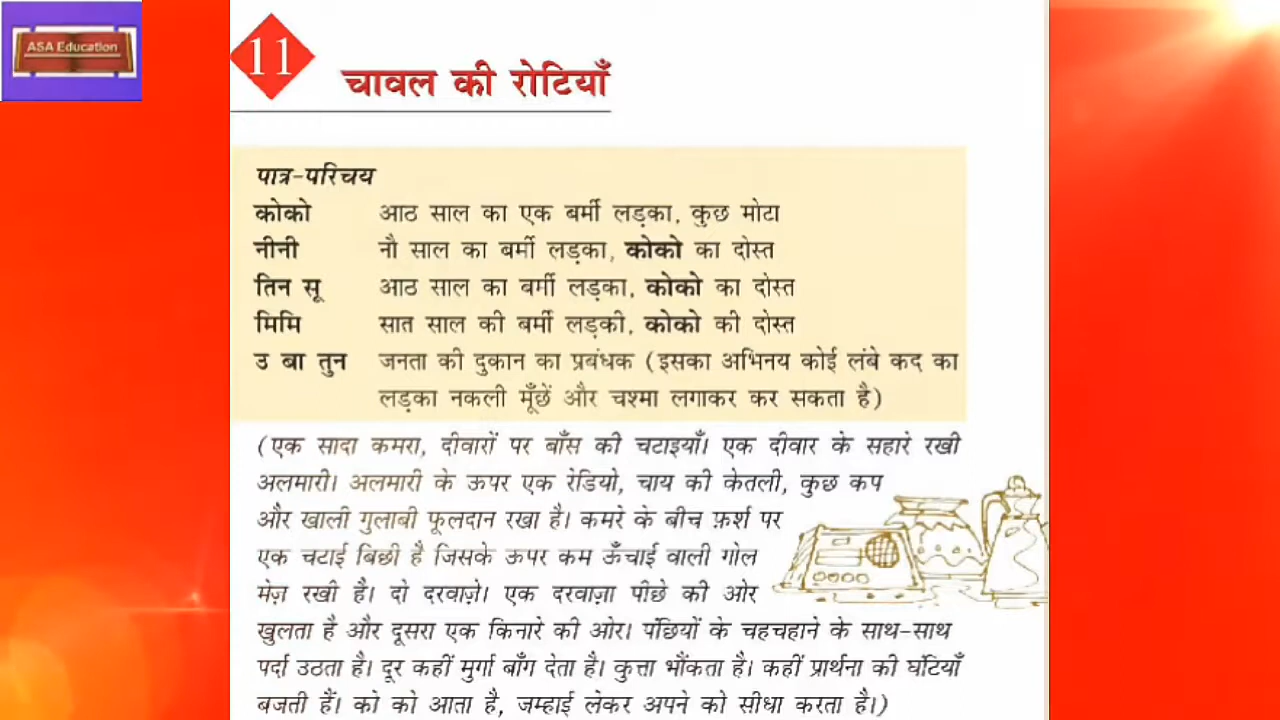 ASA Education
11
चावल की रोटियाँ
पात्र-परिचय
कोको आठ साल का एक बर्मी लड़का, कुछ मोटा
नीनी नौ साल का बर्मी लड़का, कोको का दोस्त
तिन सू आठ साल का बर्मी लड़का, कोको का दोस्त
मिमि सात साल की बर्मी लड़की, कोको की दोस्त
उ बा तुन जनता की दुकान का प्रबंधक (इसका अभिनय कोई लंबे कद का
लड़का नकली मूँछें और चश्मा लगाकर कर सकता है)
(एक सादा कमरा, दीवारों पर बाँस की चटाइयाँ। एक दीवार के सहारे रखी
अलमारी। अलमारी के ऊपर एक रेडियो, चाय की केतली, कुछ कप
और खाली गुलाबी फूलदान रखा है। कमरे के बीच फ़र्श पर
एक चटाई बिछी है जिसके ऊपर कम ऊँचाई वाली गोल
मेज़ रखी है। दो दरवाज़े। एक दरवाज़ा पीछे की ओर
खुलता है और दूसरा एक किनारे की ओर। पंछियों के चहचहाने के साथ-साथ
पर्दा उठता है। दूर कहीं मुर्गा बाँग देता है। कुत्ता भौंकता है। कहीं प्रार्थना की घंटियाँ
बजती हैं। को को आता है, जम्हाई लेकर अपने को सीधा करता है।)